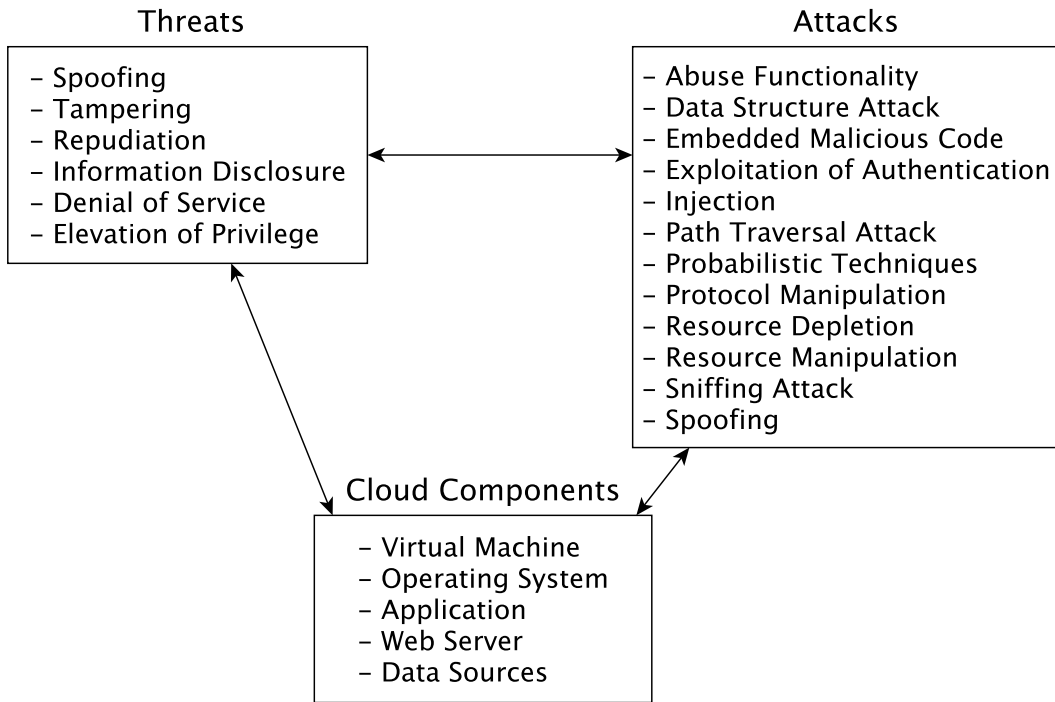 Threats
– Spoofing
– Tampering
– Repudiation
– Information Disclosure
– Denial of Service
– Elevation of Privilege
Attacks
– Abuse Functionality
– Data Structure Attack
– Embedded Malicious Code
– Exploitation of Authentication
– Injection
– Path Traversal Attack
– Probabilistic Techniques
– Protocol Manipulation
– Resource Depletion
– Resource Manipulation
– Sniffing Attack
– Spoofing
Cloud Components
– Virtual Machine
– Operating System
– Application
– Web Server
– Data Sources